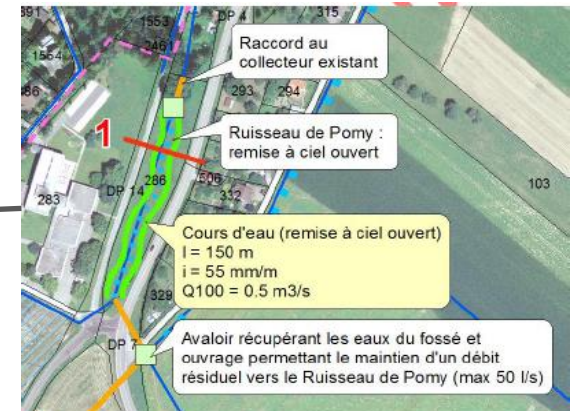 391
1553
DP 4
315
2461
1554
Raccord au
collecteur existant
293
294
1
Ruisseau de Pomy :
remise à ciel ouvert
103
286
506
283
DP 14
332
Cours d'eau (remise à ciel ouvert)
l = 150 m
i = 55 mm/m
Q100 = 0.5 m3/s
329
DP 7
Avaloir récupérant les eaux du fossé et
ouvrage permettant le maintien d'un débit
résiduel vers le Ruisseau de Pomy (max 50 l/s)